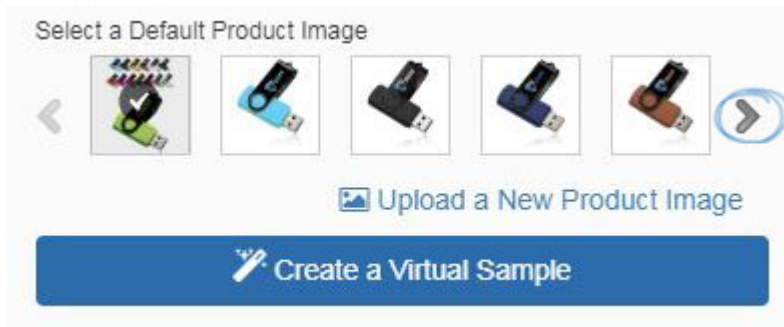 Select a Default Product Image
Upload a New Product Image
Create a Virtual Sample